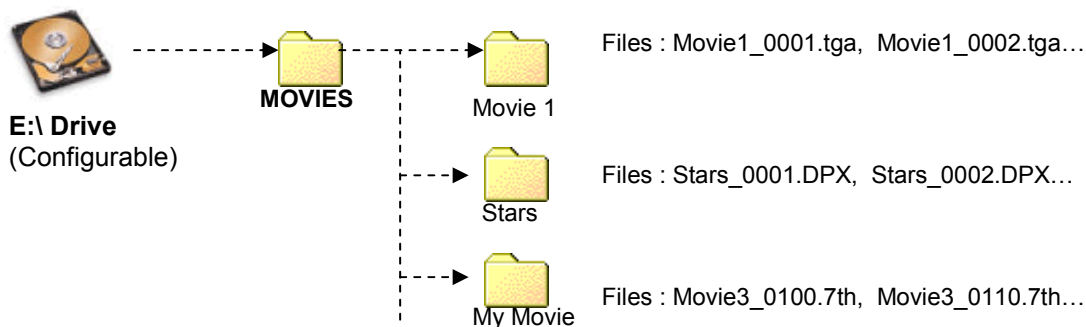 Files : Movie1_0001.tga, Movie1_0002.tga…
MOVIES
Movie 1
E:\ Drive
(Configurable)
Files : Stars_0001.DPX, Stars_0002.DPX…
Stars
Files : Movie3_0100.7th, Movie3_0110.7th…
My Movie